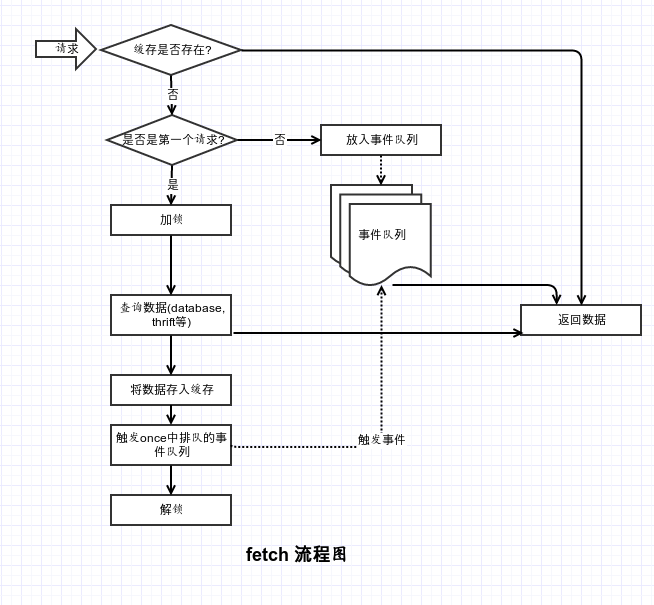 请求
缓存是否存在?
否
是否是第一个请求?
否
放入事件队列
是
加锁
事件队列
查询数据(database,
thrift等)
返回数据
将数据存入缓存
触发once中排队的事
件队列
触发事件
解锁
fetch 流程图